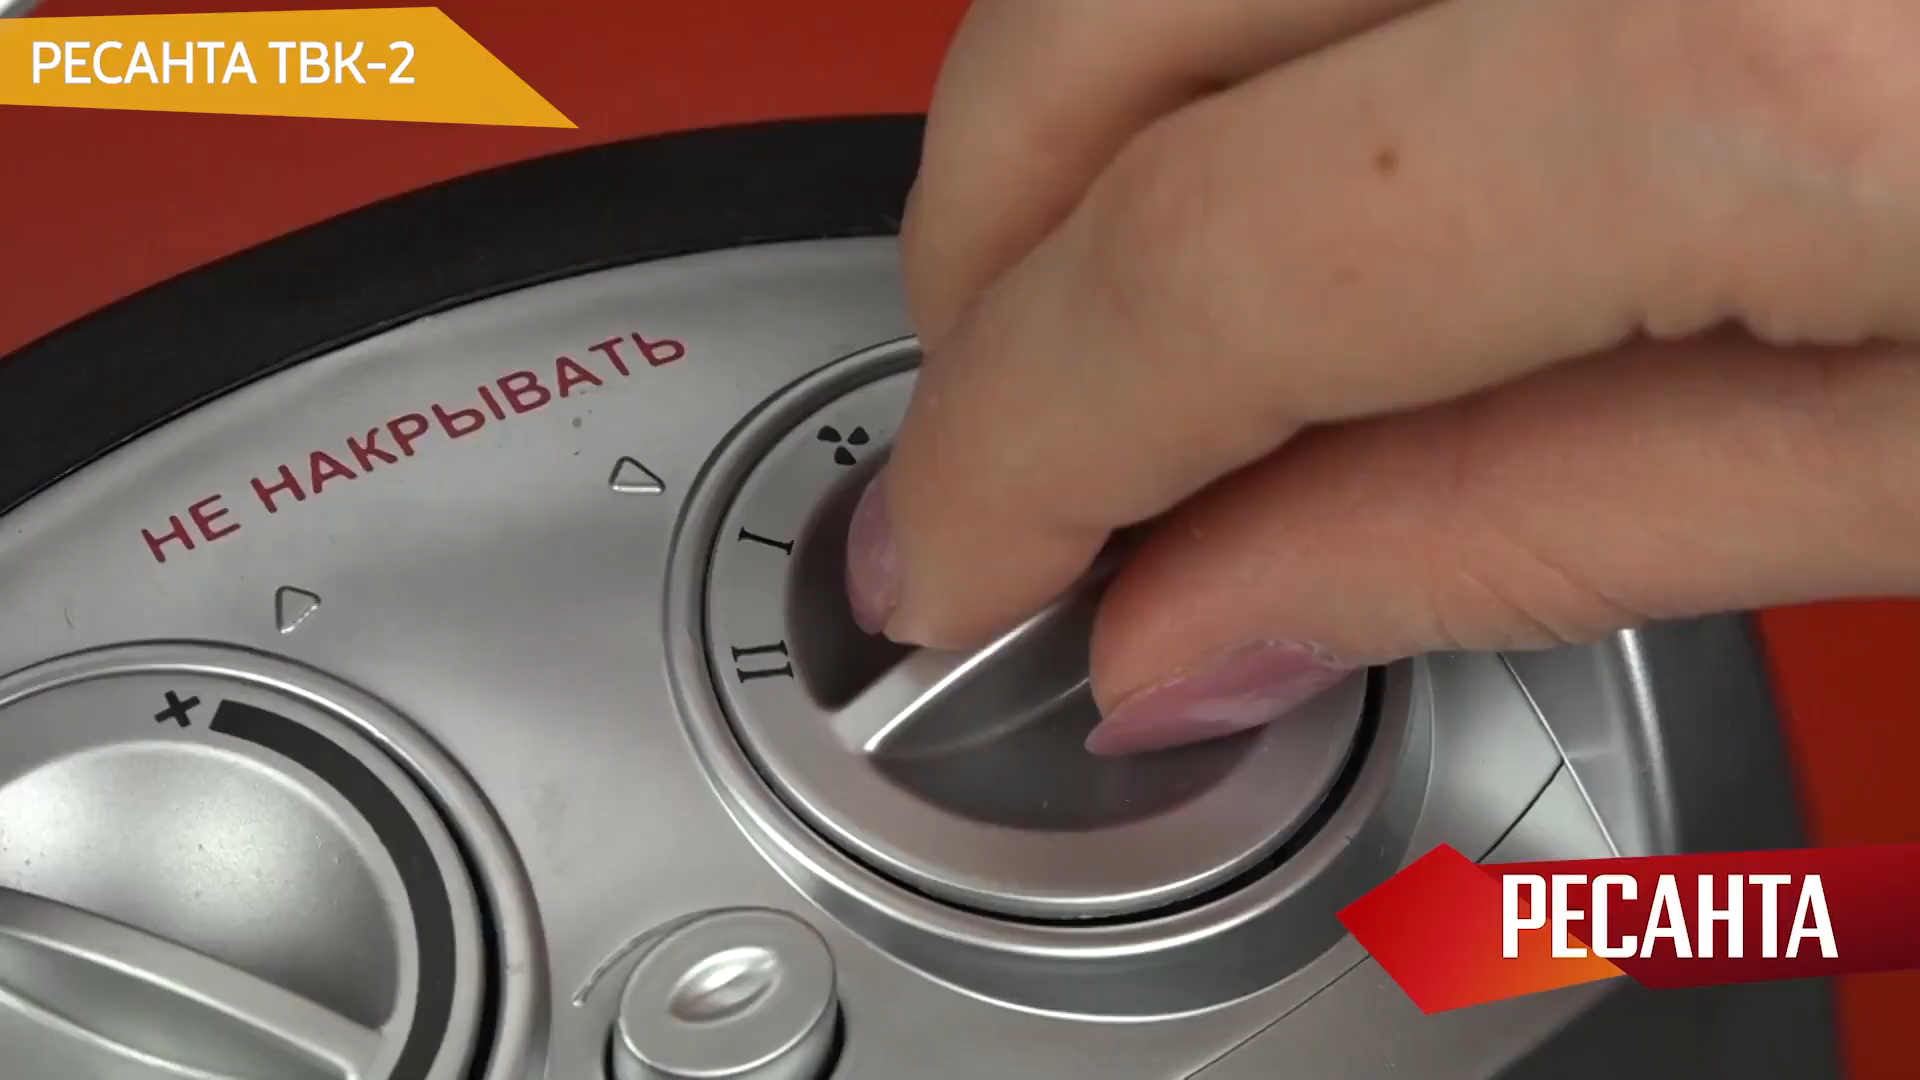 РЕСАНТА ТВК-2
НЕ НАКРЫВАТЬ
I
II
+
РЕСАНТА